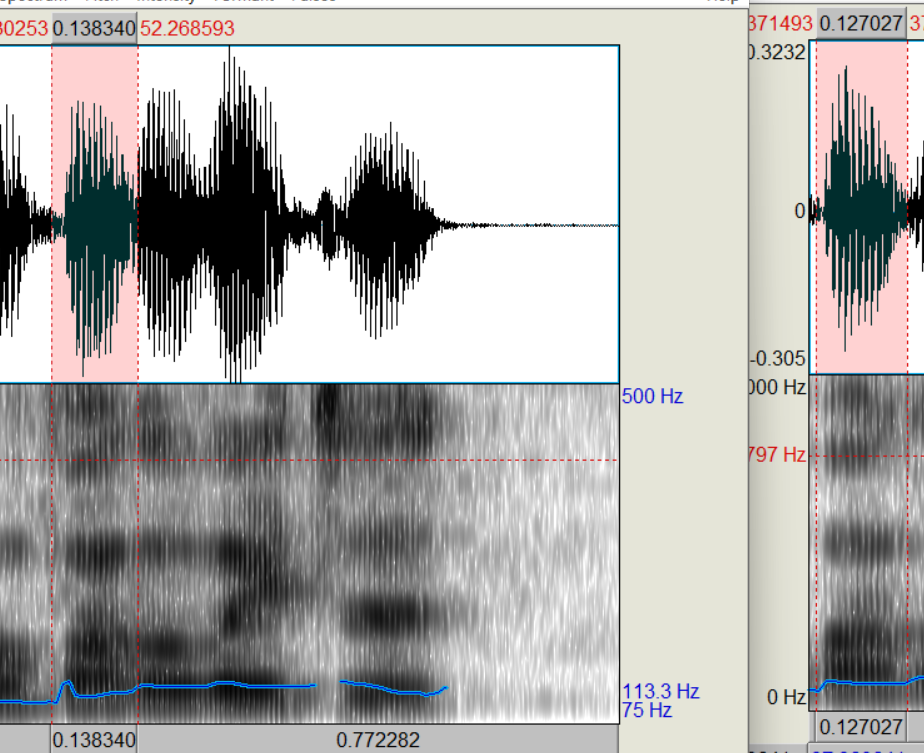 30253 0.138340 52.268593
500 Hz
113.3 Hz
75 Hz
0.138340 0.772282
371493 0.127027
0.3232
0
-0.305
000 Hz
797 Hz
0 Hz
0.127027